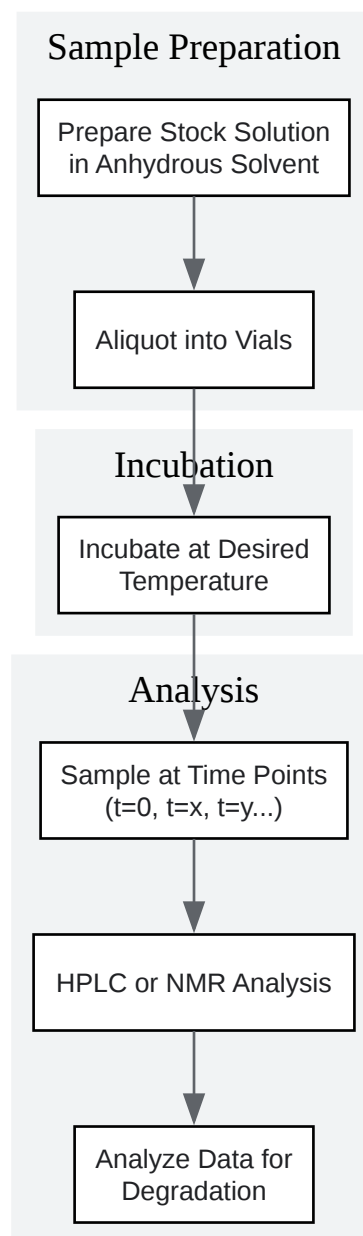 Sample Preparation
Prepare Stock Solution
in Anhydrous Solvent
Aliquot into Vials
Incubation
Incubate at Desired
Temperature
Analysis
Sample at Time Points
(t=0, t=x, t=y...)
HPLC or NMR Analysis
Analyze Data for
Degradation